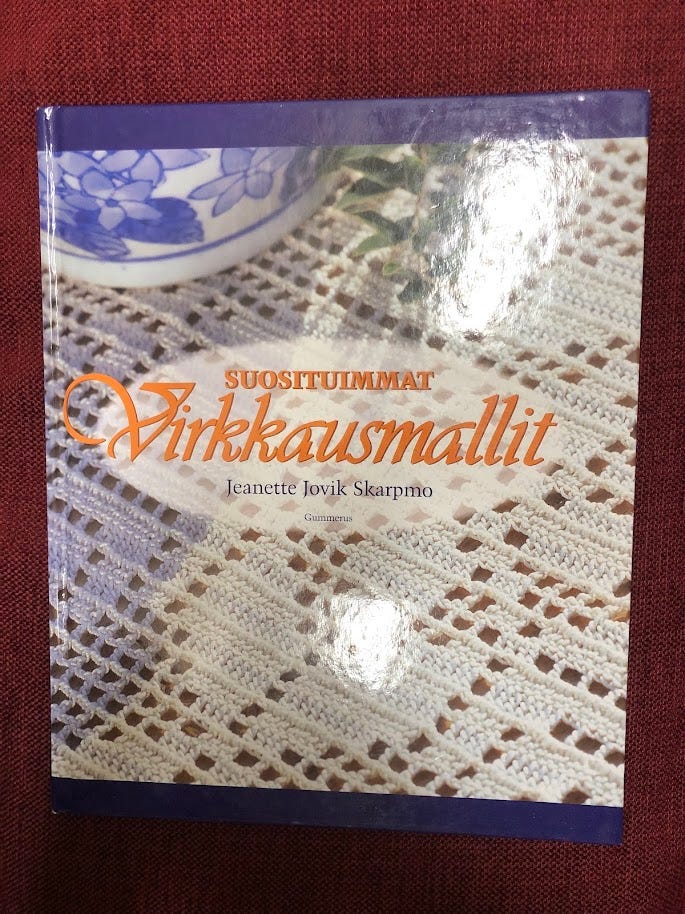 SUOSITUIMMAT
Virkkausmallit
Jeanette Jovik Skarpmo
Gummerus